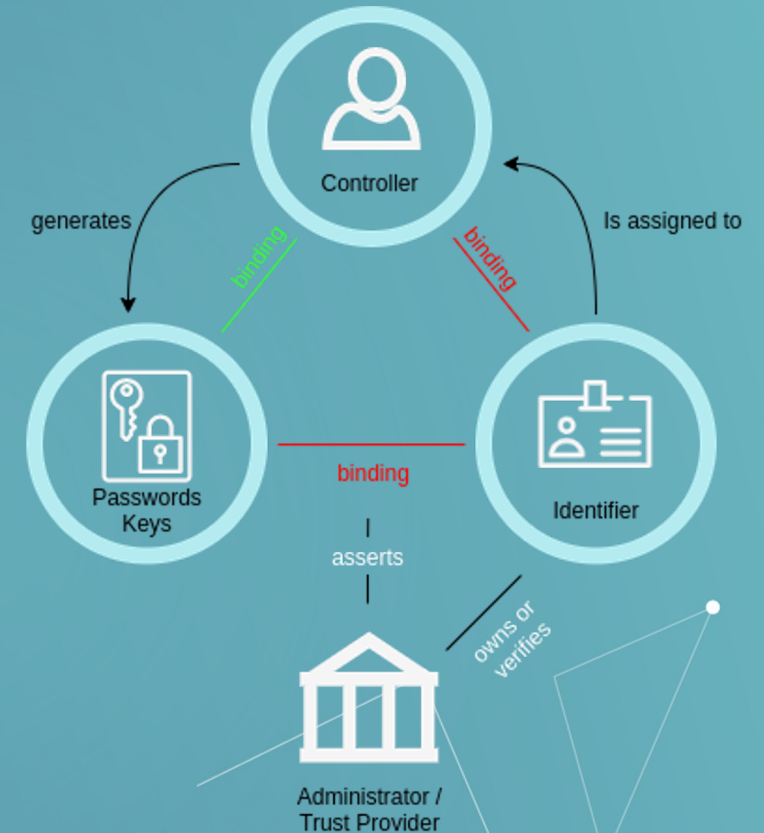 Controller
generates
Is assigned to
binding
binding
Passwords
Keys
binding
Identifier
asserts
owns or
verifies
Administrator /
Trust Provider